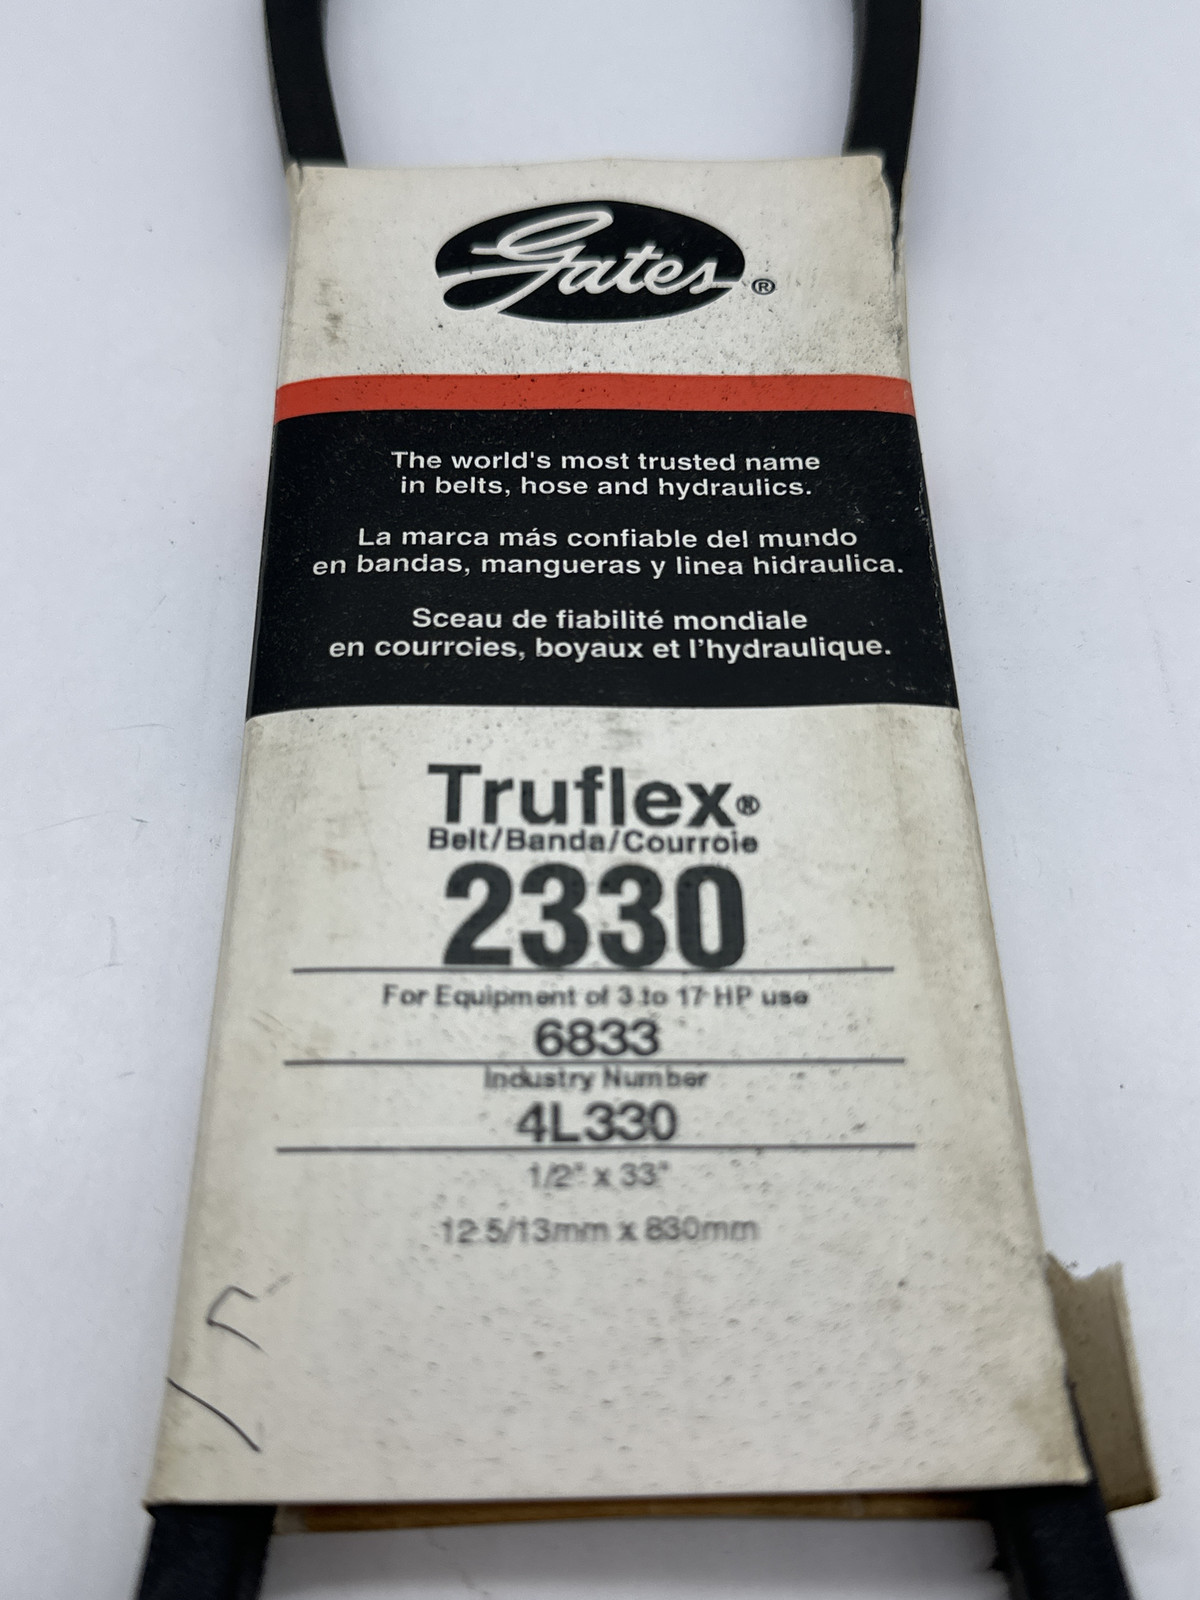 Gates®
The world's most trusted name
in belts, hose and hydraulics.
La marca más confiable del mundo
en bandas, mangueras y linea hidraulica.
Sceau de fiabilité mondiale
en courroies, boyaux et l'hydraulique.
Truflex®
Belt/Banda/Courroie
2330
For Equipment of 3 to 17 HP use
6833
Industry Number
4L330
1/2" x 33"
12.5/13mm x 830mm